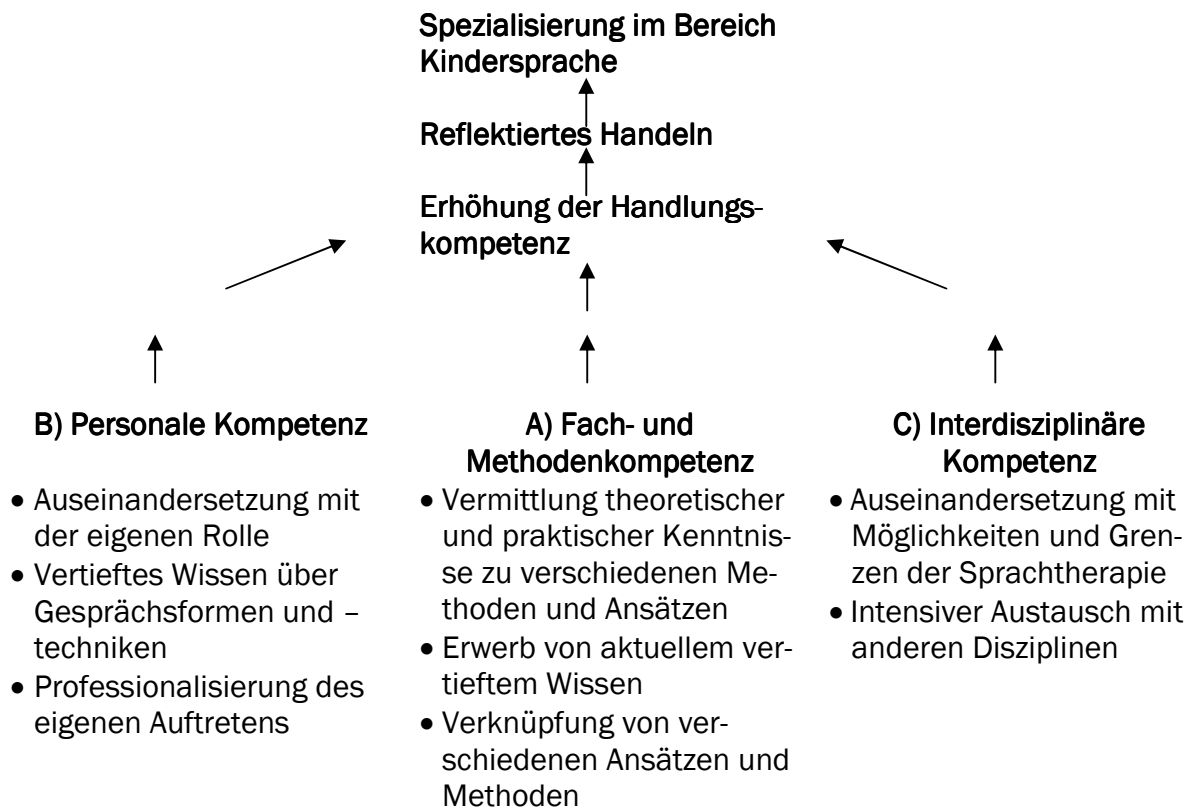 Spezialisierung im Bereich
Kindersprache
Reflektiertes Handeln
Erhöhung der Handlungs-
kompetenz
B) Personale Kompetenz
• Auseinandersetzung mit
der eigenen Rolle
• Vertieftes Wissen über
Gesprächsformen und –
techniken
• Professionalisierung des
eigenen Auftretens
A) Fach- und
Methodenkompetenz
• Vermittlung theoretischer
und praktischer Kenntnis-
se zu verschiedenen Me-
thoden und Ansätzen
• Erwerb von aktuellem ver-
tieftem Wissen
• Verknüpfung von ver-
schiedenen Ansätzen und
Methoden
C) Interdisziplinäre
Kompetenz
• Auseinandersetzung mit
Möglichkeiten und Gren-
zen der Sprachtherapie
• Intensiver Austausch mit
anderen Disziplinen